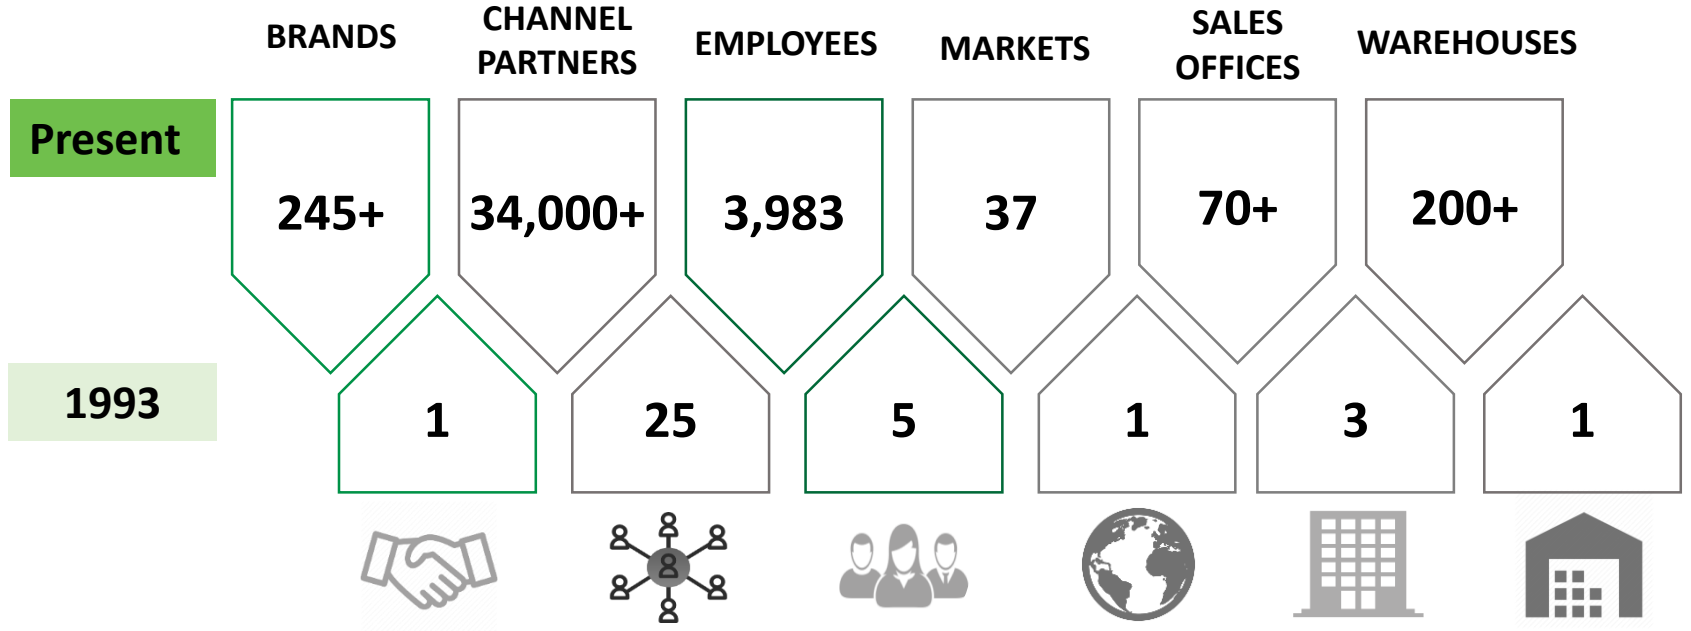 BRANDS
CHANNEL
PARTNERS
EMPLOYEES
MARKETS
SALES
OFFICES
WAREHOUSES
Present
245+
34,000+
3,983
37
70+
200+
1993
1
25
5
1
3
1